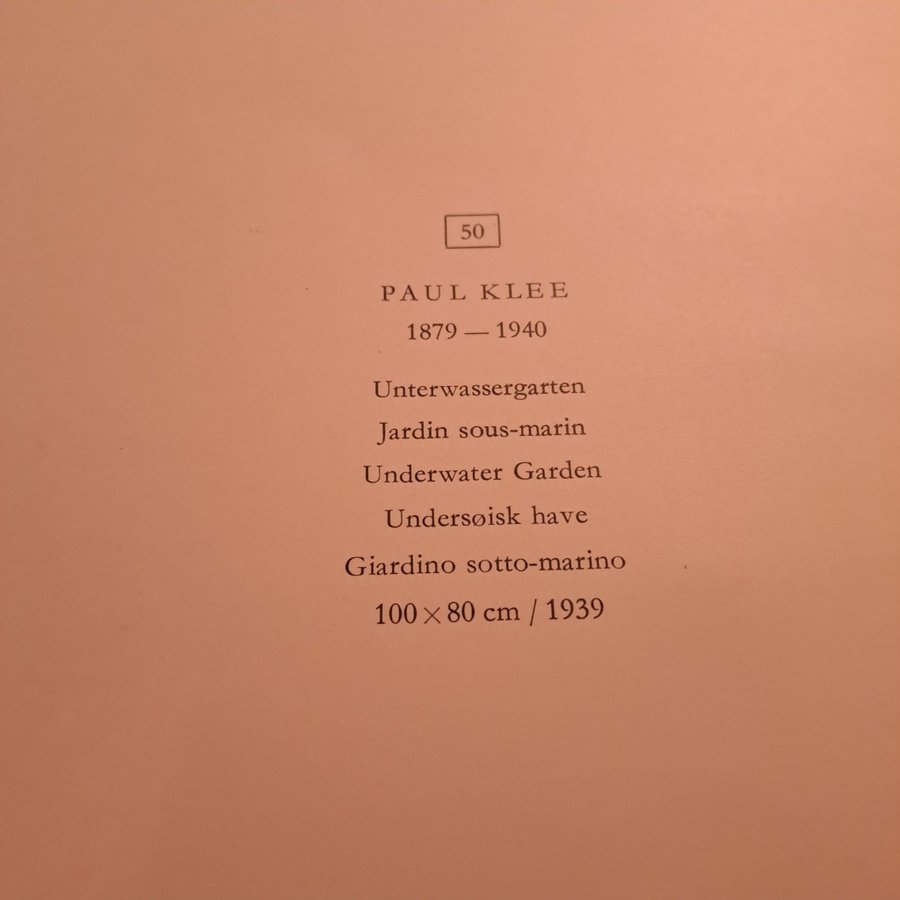 50
PAUL KLEE
1879 — 1940
Unterwassergarten
Jardin sous-marin
Underwater Garden
Undersøisk have
Giardino sotto-marino
100 × 80 cm / 1939